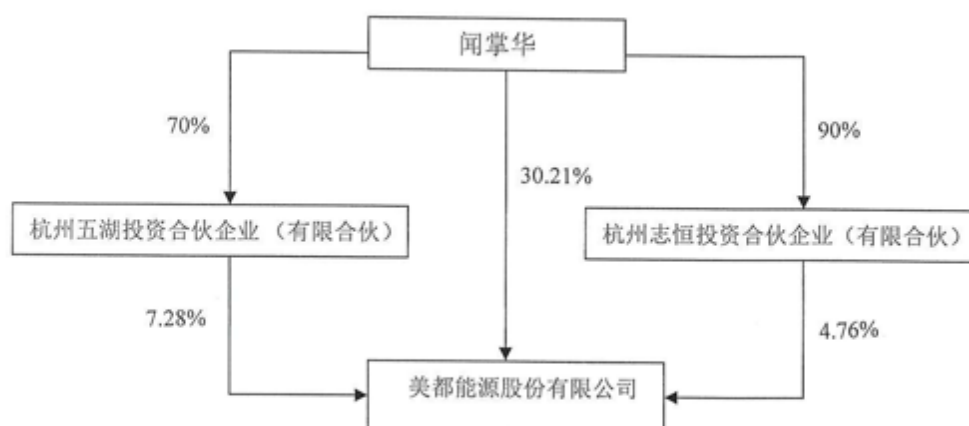 闻掌华
70%
30.21%
90%
杭州五湖投资合伙企业（有限合伙）
杭州志恒投资合伙企业（有限合伙）
7.28%
4.76%
美都能源股份有限公司